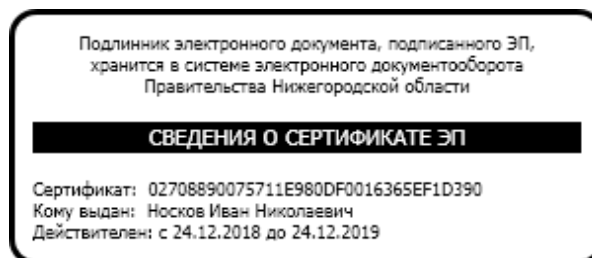 Подлинник электронного документа, подписанного ЭП,
хранится в системе электронного документооборота
Правительства Нижегородской области
СВЕДЕНИЯ О СЕРТИФИКАТЕ ЭП
Сертификат: 02708890075711E980DF0016365EF1D390
Кому выдан: Носков Иван Николаевич
Действителен: с 24.12.2018 до 24.12.2019